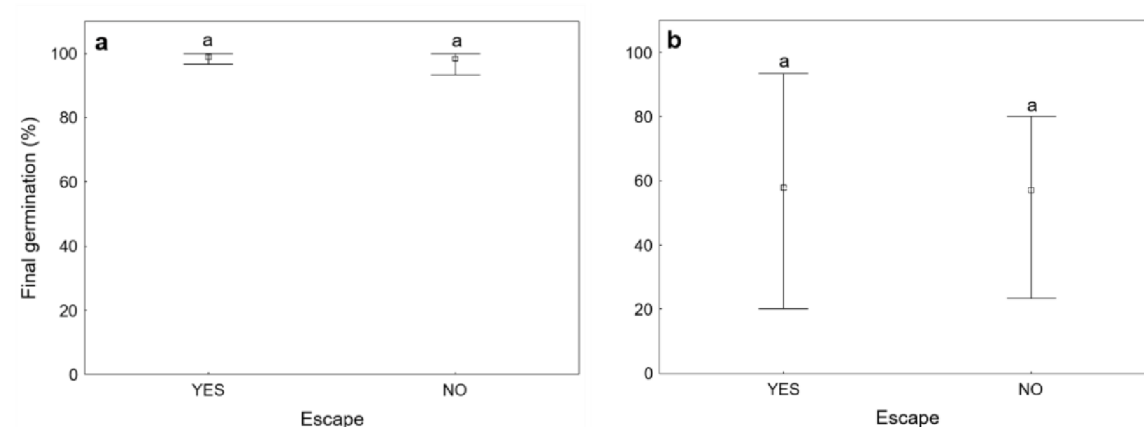 a
a
a
100
80
60
40
20
0
Final germination (%)
YES
NO
Escape
b
a
a
100
80
60
40
20
0
YES
NO
Escape